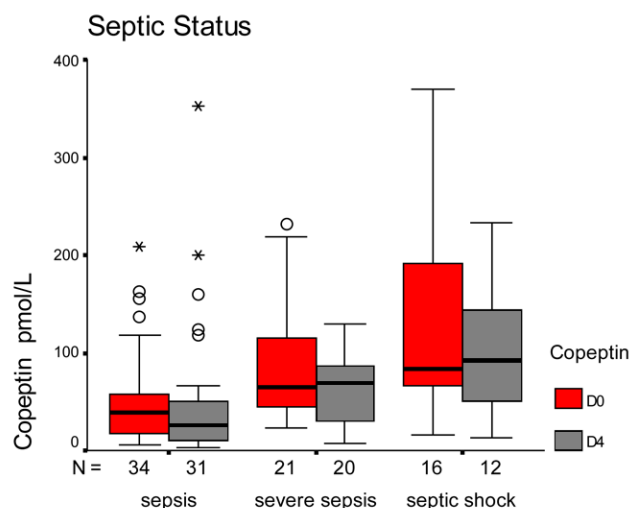 Septic Status
Copeptin pmol/L
400
300
200
100
0
N = 34 31 21 20 16 12
sepsis severe sepsis septic shock
Copeptin
D0
D4